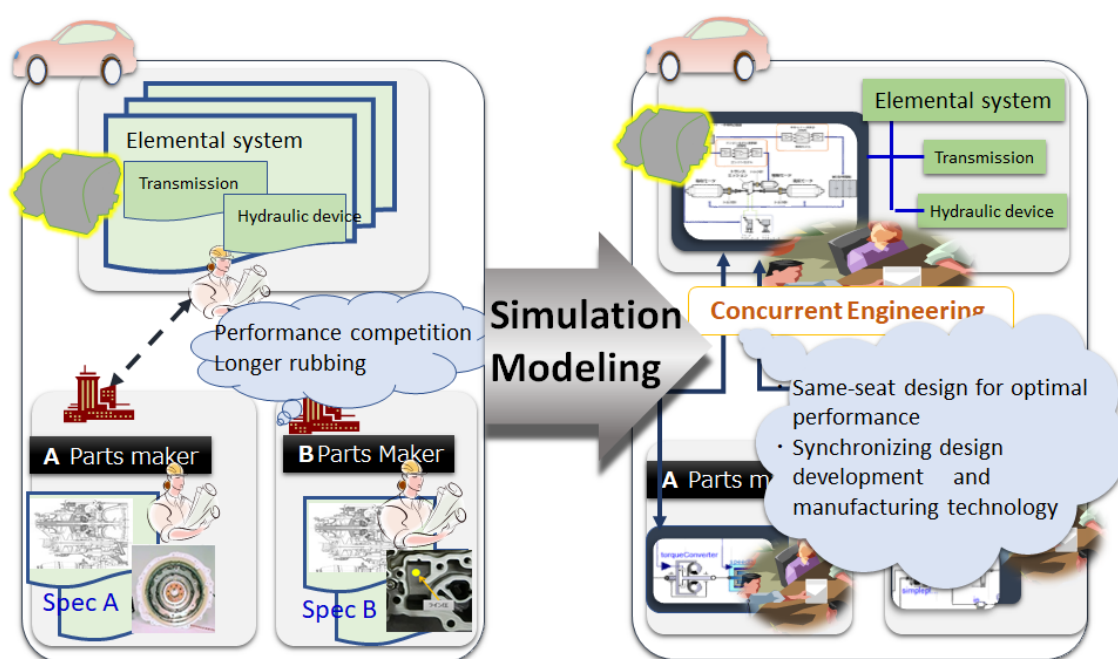 Elemental system
Transmission
Hydraulic device
Performance competition
Longer rubbing
A Parts maker
B Parts Maker
Spec A
Spec B
Simulation
Modeling
Elemental system
Transmission
Hydraulic device
Concurrent Engineering
・Same-seat design for optimal
performance
・Synchronizing design
development and
manufacturing technology
A Parts m
torqueConverter